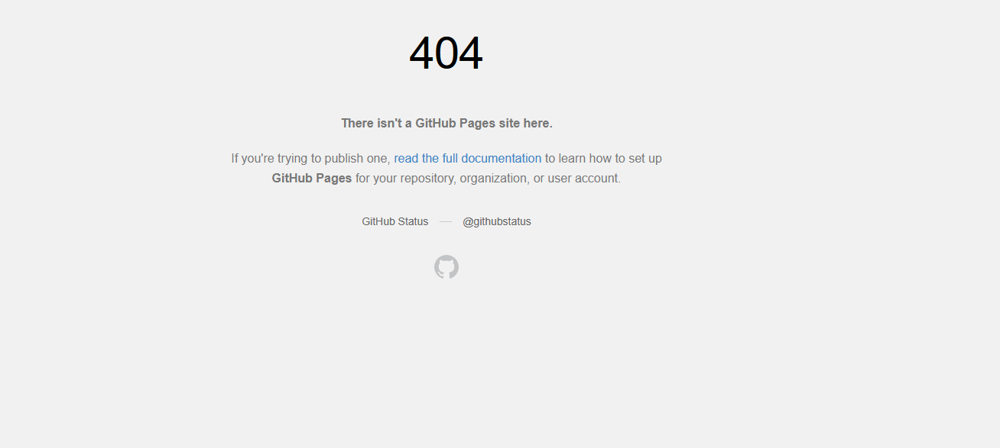 404
There isn't a GitHub Pages site here.
If you're trying to publish one, read the full documentation to learn how to set up
GitHub Pages for your repository, organization, or user account.
GitHub Status — @githubstatus